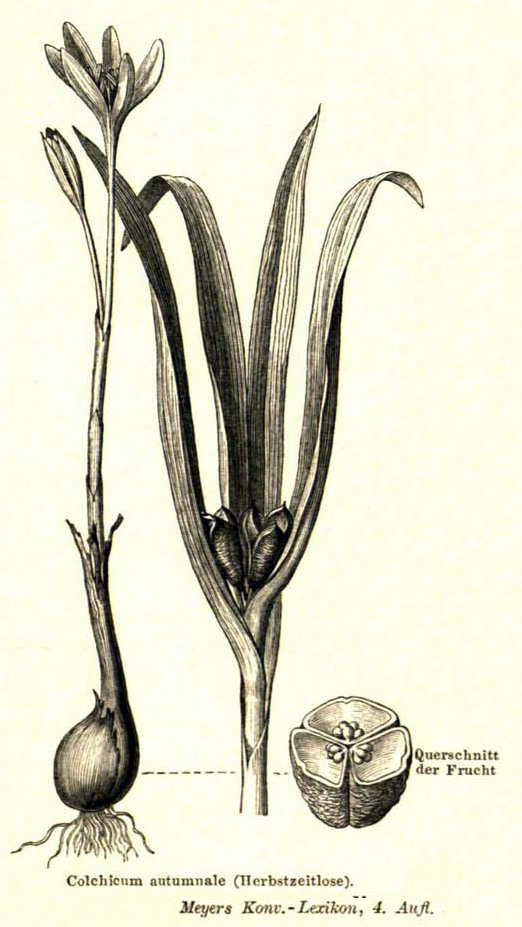 Querschnitt
der Frucht
Colchicum autumnale (Herbstzeitlose).
Meyers Konv.-Lexikon, 4. Aufl.